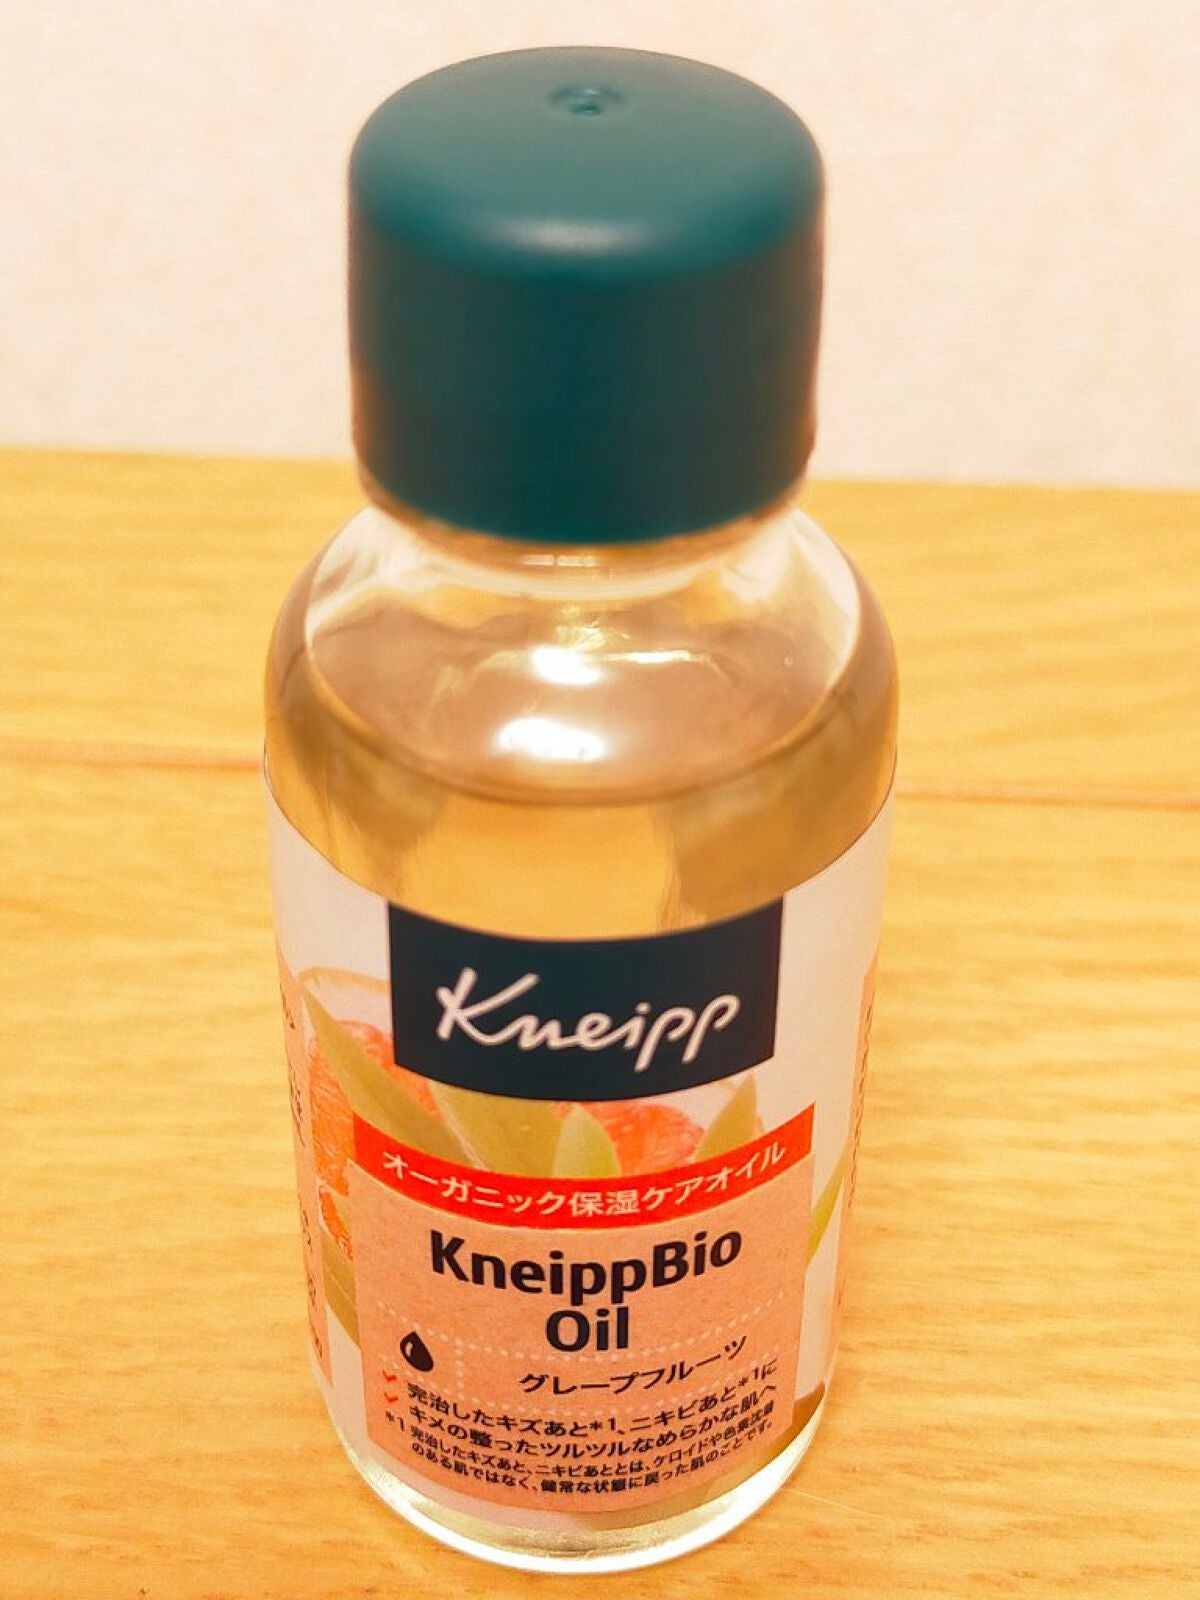 Kneipp
オーガニック保湿ケアオイル
KneippBio
Oil
グレープフルーツ
完治したキズあと*1、ニキビあと*1に
キメの整ったツルツルなめらかな肌へ
*1 完治したキズあと、ニキビあととは、ケロイドや色素沈着
のある肌ではなく、健常な状態に戻った肌のことです。